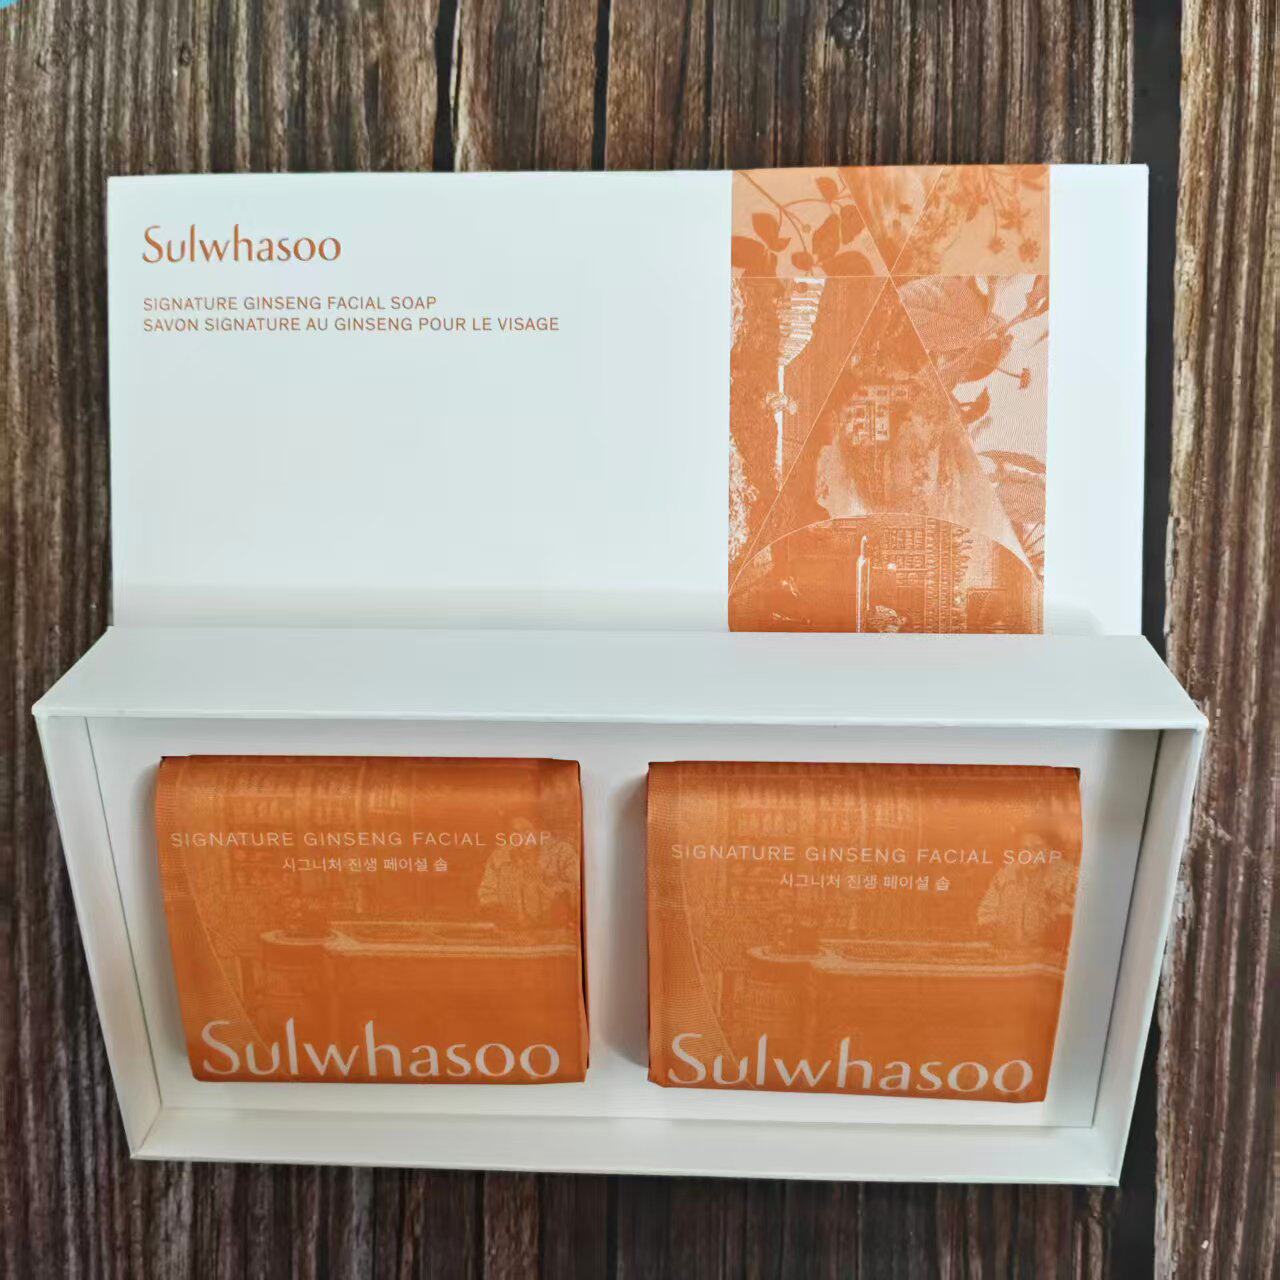 Sulwhasoo
SIGNATURE GINSENG FACIAL SOAP
SAVON SIGNATURE AU GINSENG POUR LE VISAGE
SIGNATURE GINSENG FACIAL SOAP
시그니처 진생 페이셜 솝
Sulwhasoo
SIGNATURE GINSENG FACIAL SOAP
시그니처 진생 페이셜 솝
Sulwhasoo